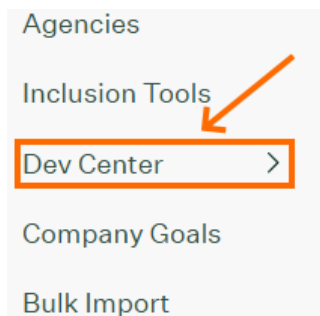 Agencies
Inclusion Tools
Dev Center
Company Goals
Bulk Import